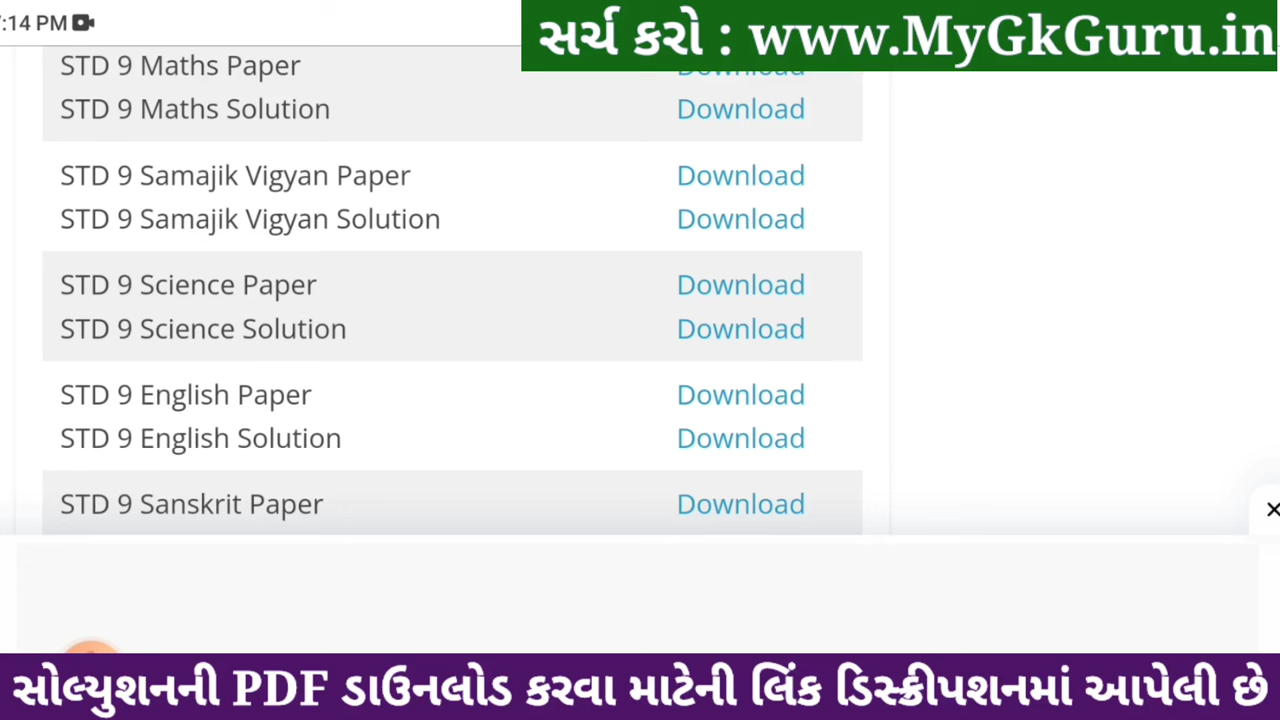 :14 PM
સર્ચ કરો : www.MyGkGuru.in
STD 9 Maths Paper Download
STD 9 Maths Solution Download
STD 9 Samajik Vigyan Paper Download
STD 9 Samajik Vigyan Solution Download
STD 9 Science Paper Download
STD 9 Science Solution Download
STD 9 English Paper Download
STD 9 English Solution Download
STD 9 Sanskrit Paper Download
સોલ્યુશનની PDF ડાઉનલોડ કરવા માટેની લિંક ડિસ્ક્રીપશનમાં આપેલી છે